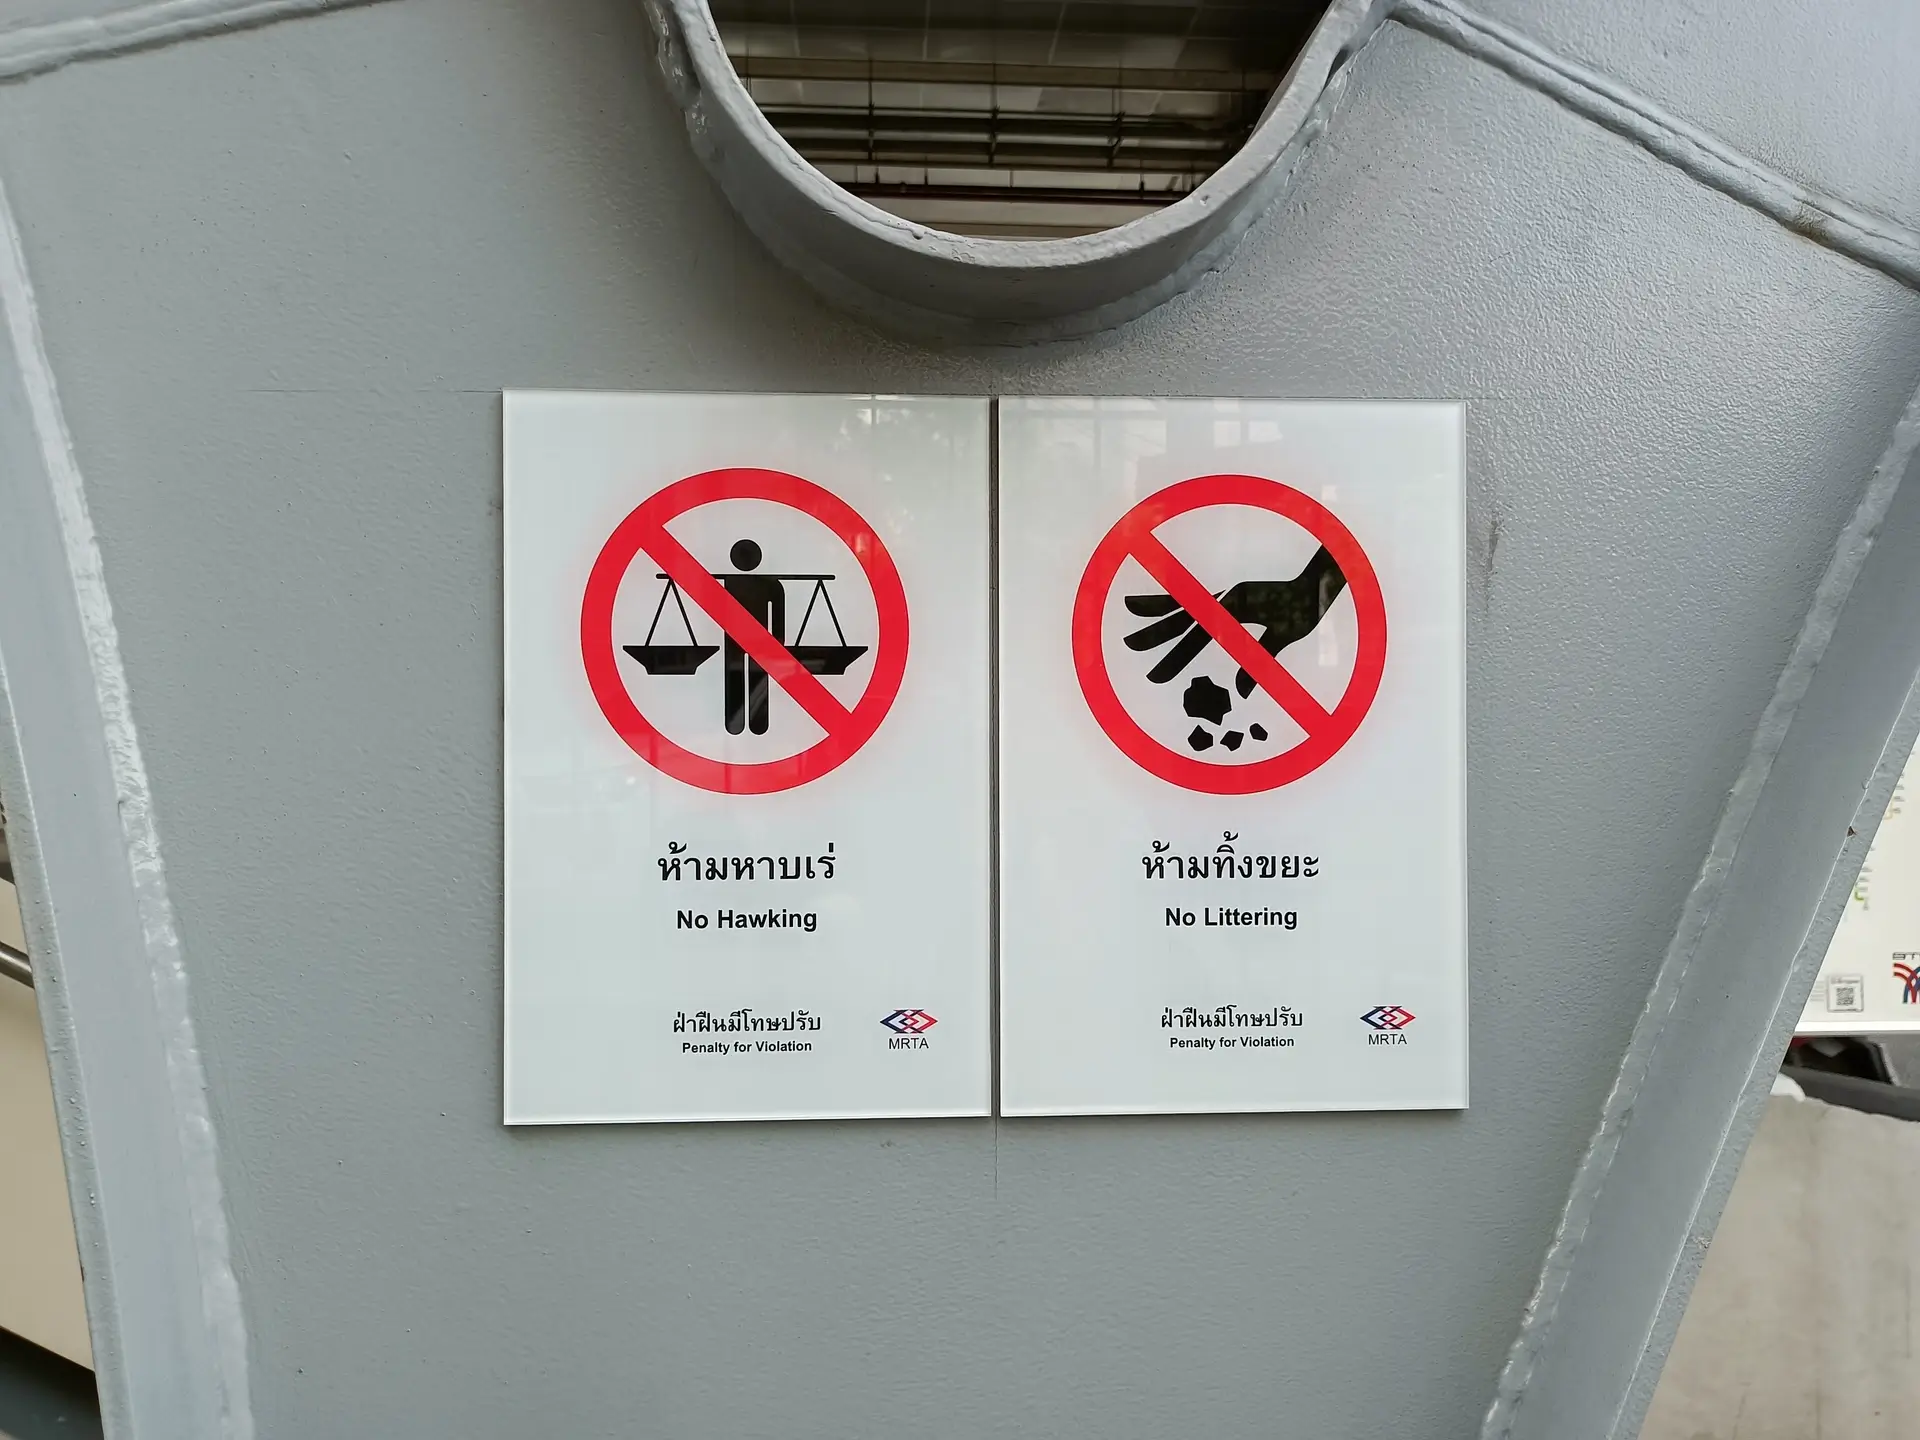 ห้ามหาบเร่
No Hawking
ฝ่าฝืนมีโทษปรับ
Penalty for Violation
MRTA
ห้ามทิ้งขยะ
No Littering
ฝ่าฝืนมีโทษปรับ
Penalty for Violation
MRTA